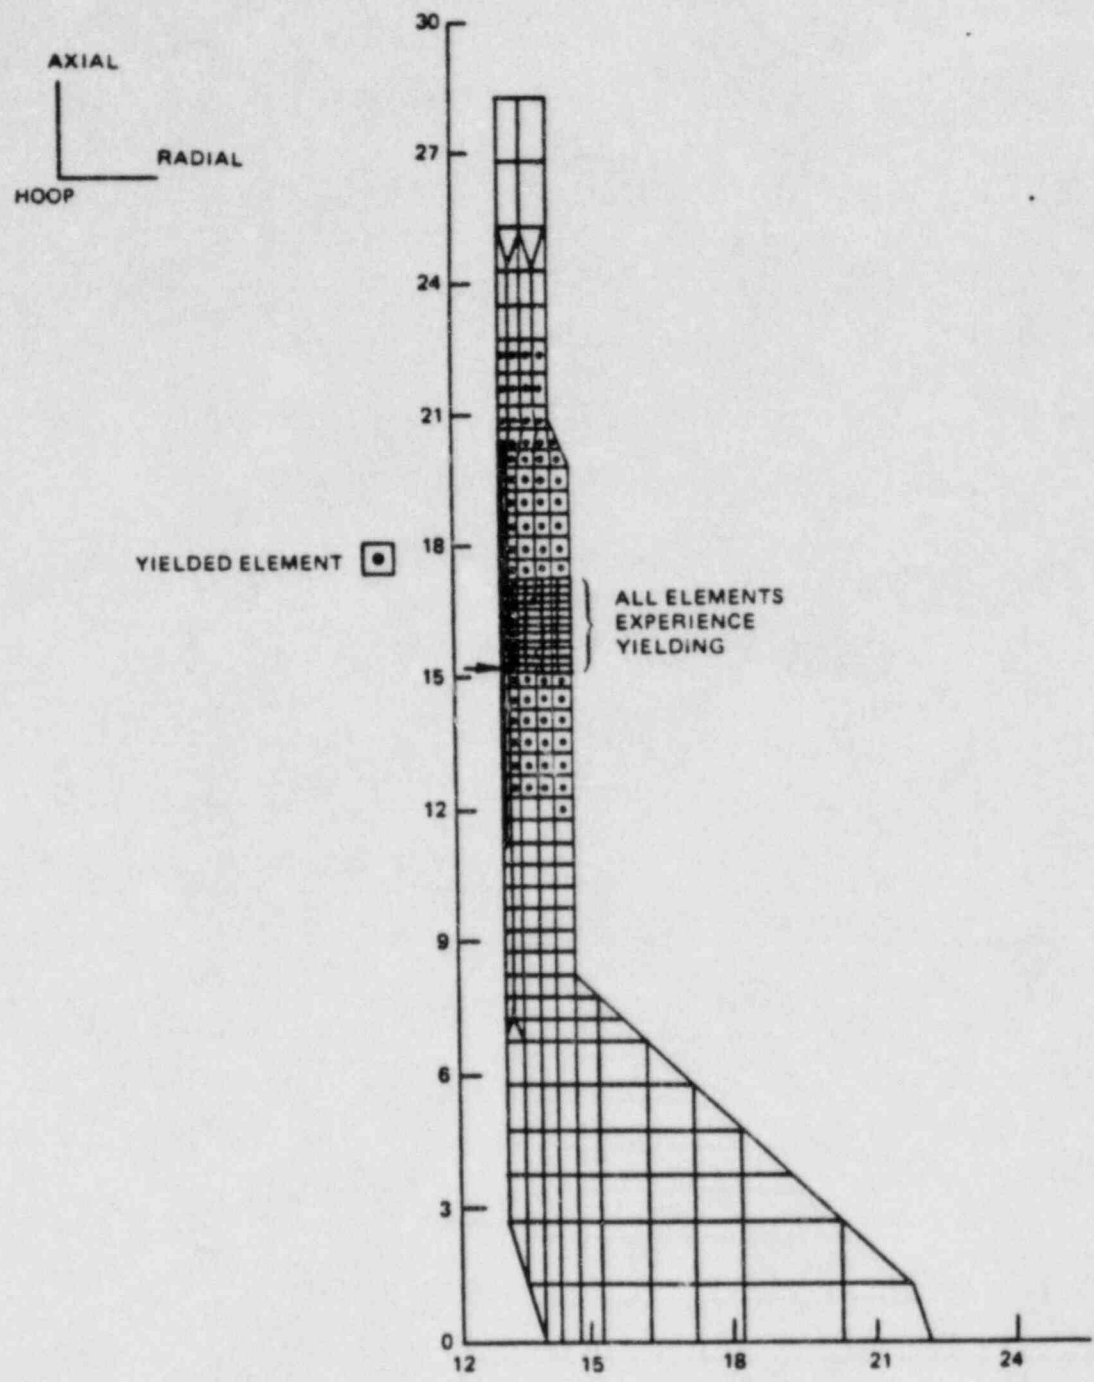 30
AXIAL
27
RADIAL
HOOP
24
21
18
YIELDED ELEMENT
ALL ELEMENTS
EXPERIENCE
YIELDING
15
12
9
6
3
0
12
15
18
21
24